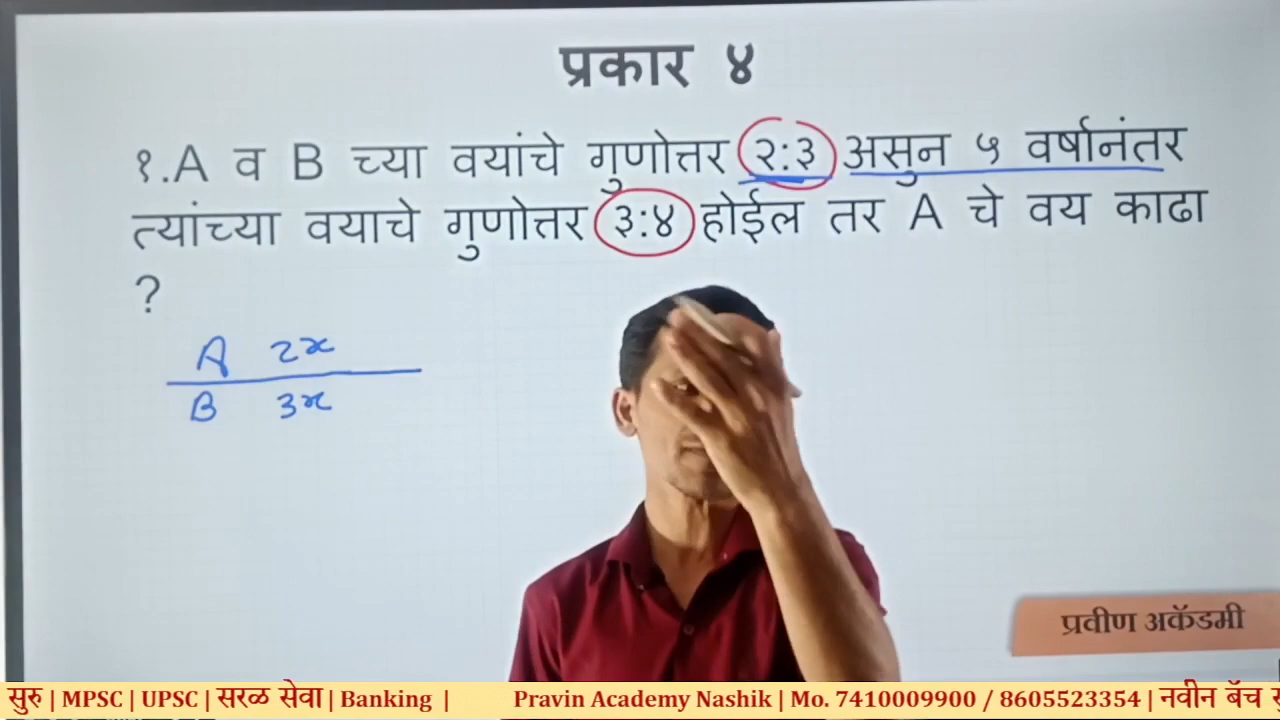 प्रकार ४
१.A व B च्या वयांचे गुणोत्तर २:३ असुन ५ वर्षानंतर
त्यांच्या वयाचे गुणोत्तर ३:४ होईल तर A चे वय काढा
?
A 2x
B 3x
प्रवीण अकॅडमी
सुरु | MPSC | UPSC | सरळ सेवा | Banking | Pravin Academy Nashik | Mo. 7410009900 / 8605523354 | नवीन बॅच